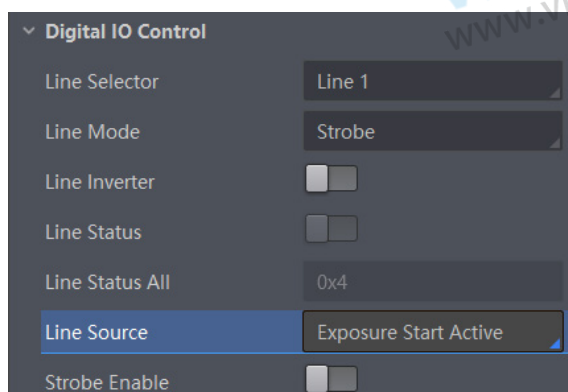 Digital IO Control
Line Selector Line 1
Line Mode Strobe
Line Inverter
Line Status
Line Status All 0x4
Line Source Exposure Start Active
Strobe Enable